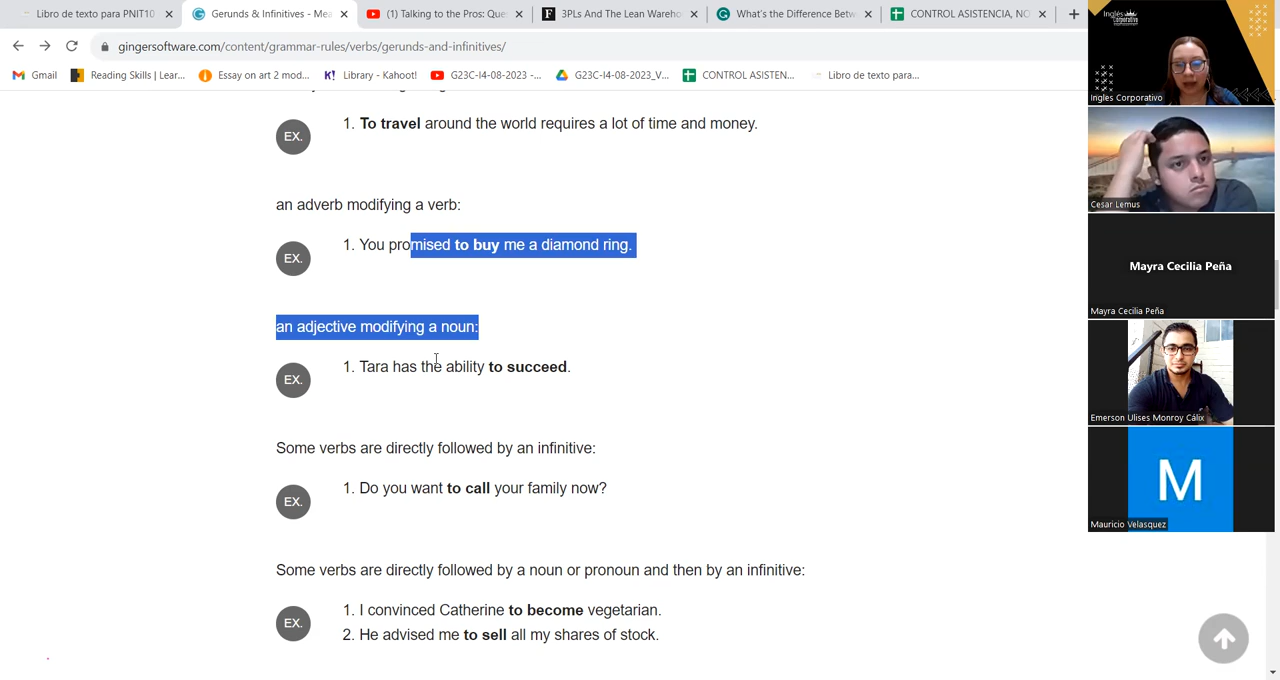 Libro de texto para PNIT10
Gerunds & Infinitives - Mea
(1) Talking to the Pros: Que
3PLs And The Lean Wareho
What's the Difference Betw
CONTROL ASISTENCIA, NO
gingersoftware.com/content/grammar-rules/verbs/gerunds-and-infinitives/
Gmail
Reading Skills | Lear...
Essay on art 2 mod...
Library - Kahoot!
G23C-I4-08-2023 -...
G23C-I4-08-2023_V...
CONTROL ASISTEN...
Libro de texto para...
EX.
1. To travel around the world requires a lot of time and money.
an adverb modifying a verb:
EX.
1. You promised to buy me a diamond ring.
an adjective modifying a noun:
EX.
1. Tara has the ability to succeed.
Some verbs are directly followed by an infinitive:
EX.
1. Do you want to call your family now?
Some verbs are directly followed by a noun or pronoun and then by an infinitive:
EX.
1. I convinced Catherine to become vegetarian.
2. He advised me to sell all my shares of stock.
Inglés
Corporativo
Ingles Corporativo
Cesar Lemus
Mayra Cecilia Peña
Mayra Cecilia Peña
Emerson Ulises Monroy Cálix
M
Mauricio Velasquez